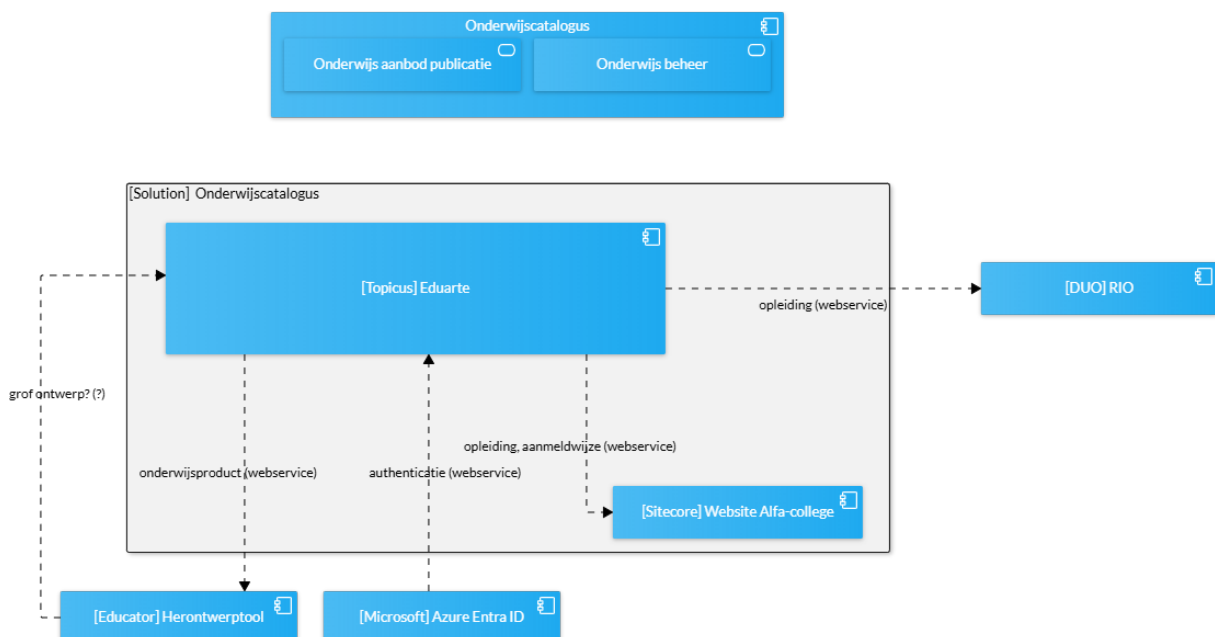 Onderwijscatalogus
Onderwijs aanbod publicatie
Onderwijs beheer
[Solution] Onderwijscatalogus
[Topicus] Eduarte
[DUO] RIO
opleiding (webservice)
grof ontwerp? (?)
opleiding, aanmeldwijze (webservice)
onderwijsproduct (webservice)
authenticatie (webservice)
[Sitecore] Website Alfa-college
[Educator] Herontwerptool
[Microsoft] Azure Entra ID